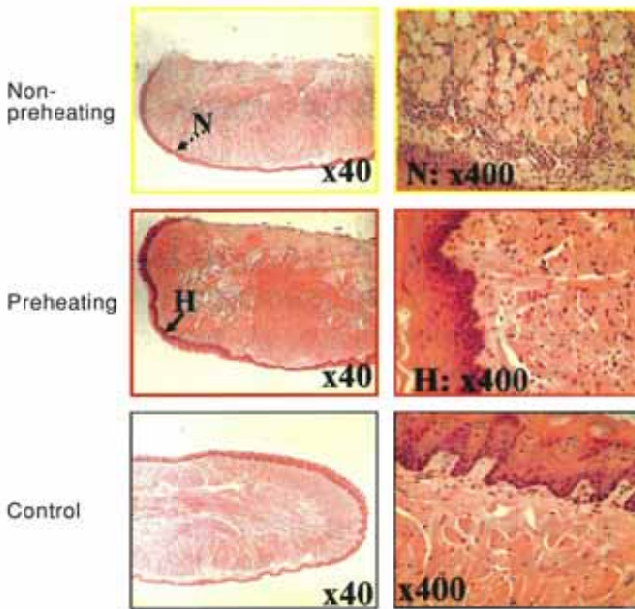 Non-
preheating
N
x40
N: x400
Preheating
H
x40
H: x400
Control
x40
x400